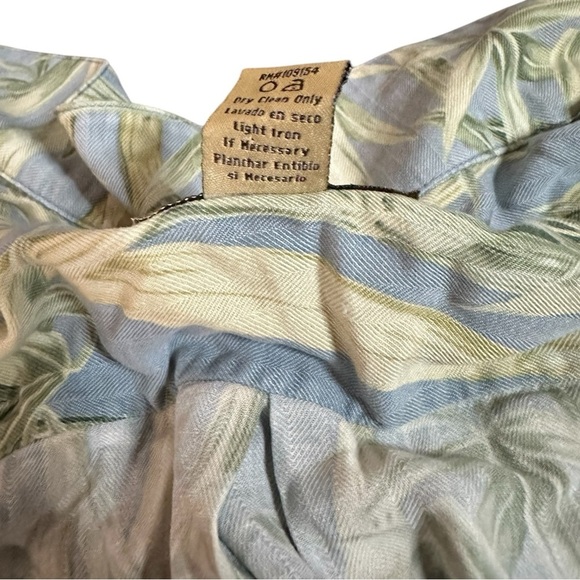 RN#109154
Dry Clean Only
Lavado en seco
Light Iron
If Necessary
Planchar Entibio
si Necesario